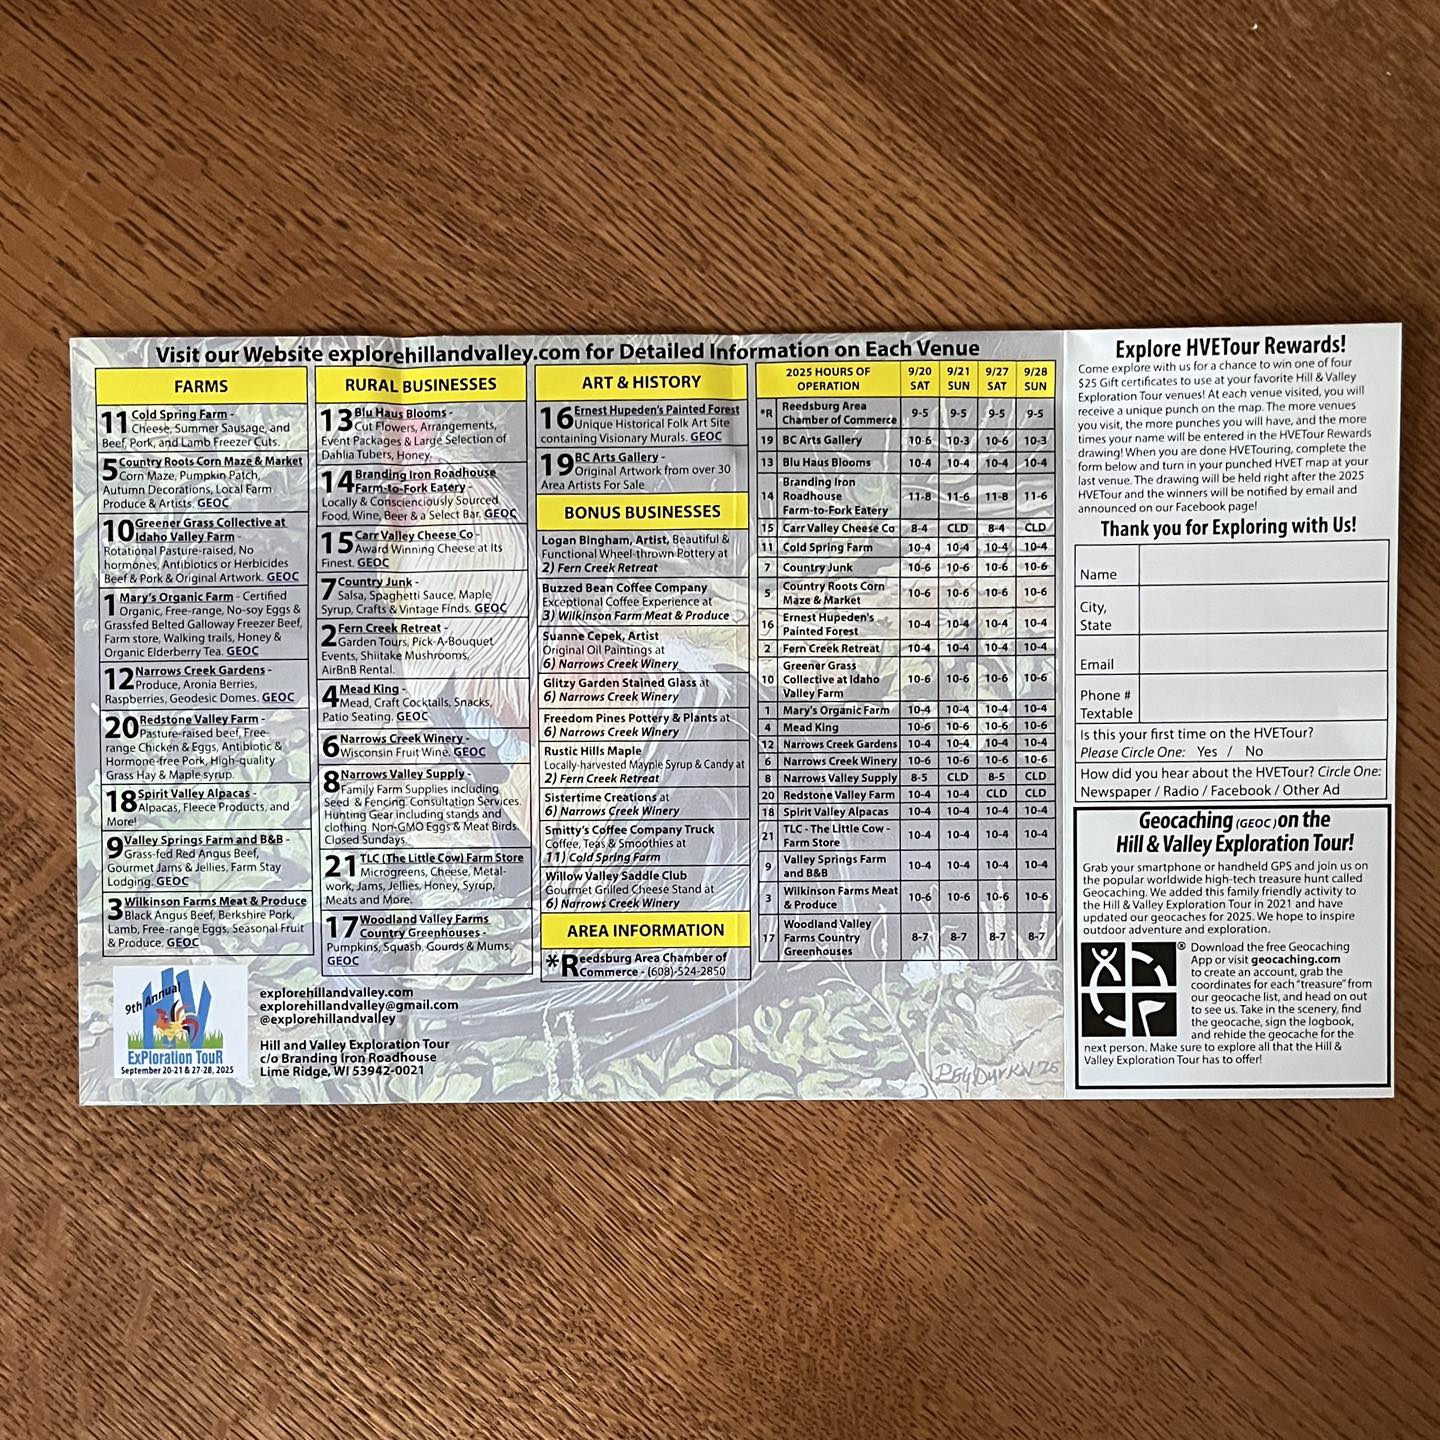 Visit our Website explorehillandvalley.com for Detailed Information on Each Venue
FARMS
11 Cold Spring Farm -
Cheese, Summer Sausage, and
Beef, Pork, and Lamb Freezer Cuts.
5 Country Roots Corn Maze & Market
Corn Maze, Pumpkin Patch,
Autumn Decorations, Local Farm
Produce & Artists. GEOC
10 Greener Grass Collective at
Idaho Valley Farm -
Rotational Pasture-raised, No
hormones, Antibiotics or Herbicides
Beef & Pork & Original Artwork. GEOC
1 Mary's Organic Farm - Certified
Organic, Free-range, No-soy Eggs &
Grassfed Belted Galloway Freezer Beef,
Farm store, Walking trails, Honey &
Organic Elderberry Tea. GEOC
12 Narrows Creek Gardens -
Produce, Aronia Berries,
Raspberries, Geodesic Domes. GEOC
20 Redstone Valley Farm -
Pasture-raised beef, Free-
range Chicken & Eggs, Antibiotic &
Hormone-free Pork, High-quality
Grass Hay & Maple syrup.
18 Spirit Valley Alpacas -
Alpacas, Fleece Products, and
More!
9 Valley Springs Farm and B&B -
Grass-fed Red Angus Beef,
Gourmet Jams & Jellies, Farm Stay
Lodging. GEOC
3 Wilkinson Farms Meat & Produce
Black Angus Beef, Berkshire Pork,
Lamb, Free-range Eggs, Seasonal Fruit
& Produce. GEOC
RURAL BUSINESSES
13 Blu Haus Blooms -
Cut Flowers, Arrangements,
Event Packages & Large Selection of
Dahlia Tubers, Honey.
14 Branding Iron Roadhouse
Farm-to-Fork Eatery -
Locally & Conscienciously Sourced
Food, Wine, Beer & a Select Bar. GEOC
15 Carr Valley Cheese Co -
Award Winning Cheese at Its
Finest. GEOC
7 Country Junk -
Salsa, Spaghetti Sauce, Maple
Syrup, Crafts & Vintage Finds. GEOC
2 Fern Creek Retreat -
Garden Tours, Pick-A-Bouquet
Events, Shiitake Mushrooms,
AirBnB Rental.
4 Mead King -
Mead, Craft Cocktails, Snacks,
Patio Seating. GEOC
6 Narrows Creek Winery -
Wisconsin Fruit Wine. GEOC
8 Narrows Valley Supply -
Family Farm Supplies including
Seed & Fencing. Consultation Services.
Hunting Gear including stands and
clothing. Non-GMO Eggs & Meat Birds.
Closed Sundays.
21 TLC (The Little Cow) Farm Store
Microgreens, Cheese, Metal-
work, Jams, Jellies, Honey, Syrup,
Meats and More.
17 Woodland Valley Farms
Country Greenhouses -
Pumpkins, Squash, Gourds & Mums.
GEOC
ART & HISTORY
16 Ernest Hupeden's Painted Forest
Unique Historical Folk Art Site
containing Visionary Murals. GEOC
19 BC Arts Gallery -
Original Artwork from over 30
Area Artists For Sale
BONUS BUSINESSES
Logan Bingham, Artist, Beautiful &
Functional Wheel-thrown Pottery at
2) Fern Creek Retreat
Buzzed Bean Coffee Company
Exceptional Coffee Experience at
3) Wilkinson Farm Meat & Produce
Suanne Cepek, Artist
Original Oil Paintings at
6) Narrows Creek Winery
Glitzy Garden Stained Glass at
6) Narrows Creek Winery
Freedom Pines Pottery & Plants at
6) Narrows Creek Winery
Rustic Hills Maple
Locally-harvested Mayple Syrup & Candy at
2) Fern Creek Retreat
Sistertime Creations at
6) Narrows Creek Winery
Smitty's Coffee Company Truck
Coffee, Teas & Smoothies at
11) Cold Spring Farm
Willow Valley Saddle Club
Gourmet Grilled Cheese Stand at
6) Narrows Creek Winery
AREA INFORMATION
*Reedsburg Area Chamber of
Commerce - (608)-524-2850
2025 HOURS OF OPERATION 9/20 SAT 9/21 SUN 9/27 SAT 9/28 SUN
*R Reedsburg Area Chamber of Commerce 9-5 9-5 9-5 9-5
19 BC Arts Gallery 10-6 10-3 10-6 10-3
13 Blu Haus Blooms 10-4 10-4 10-4 10-4
14 Branding Iron Roadhouse Farm-to-Fork Eatery 11-8 11-6 11-8 11-6
15 Carr Valley Cheese Co 8-4 CLD 8-4 CLD
11 Cold Spring Farm 10-4 10-4 10-4 10-4
7 Country Junk 10-6 10-6 10-6 10-6
5 Country Roots Corn Maze & Market 10-6 10-6 10-6 10-6
16 Ernest Hupeden's Painted Forest 10-4 10-4 10-4 10-4
2 Fern Creek Retreat 10-4 10-4 10-4 10-4
10 Greener Grass Collective at Idaho Valley Farm 10-6 10-6 10-6 10-6
1 Mary's Organic Farm 10-4 10-4 10-4 10-4
4 Mead King 10-6 10-6 10-6 10-6
12 Narrows Creek Gardens 10-4 10-4 10-4 10-4
6 Narrows Creek Winery 10-6 10-6 10-6 10-6
8 Narrows Valley Supply 8-5 CLD 8-5 CLD
20 Redstone Valley Farm 10-4 10-4 CLD CLD
18 Spirit Valley Alpacas 10-4 10-4 10-4 10-4
21 TLC - The Little Cow - Farm Store 10-4 10-4 10-4 10-4
9 Valley Springs Farm and B&B 10-4 10-4 10-4 10-4
3 Wilkinson Farms Meat & Produce 10-6 10-6 10-6 10-6
17 Woodland Valley Farms Country Greenhouses 8-7 8-7 8-7 8-7
9th Annual
HV
ExPloration TouR
September 20-21 & 27-28, 2025
explorehillandvalley.com
explorehillandvalley@gmail.com
@explorehillandvalley
Hill and Valley Exploration Tour
c/o Branding Iron Roadhouse
Lime Ridge, WI 53942-0021
Explore HVETour Rewards!
Come explore with us for a chance to win one of four
$25 Gift certificates to use at your favorite Hill & Valley
Exploration Tour venues! At each venue visited, you will
receive a unique punch on the map. The more venues
you visit, the more punches you will have, and the more
times your name will be entered in the HVETour Rewards
drawing! When you are done HVETouring, complete the
form below and turn in your punched HVET map at your
last venue. The drawing will be held right after the 2025
HVETour and the winners will be notified by email and
announced on our Facebook page!
Thank you for Exploring with Us!
Name
City,
State
Email
Phone #
Textable
Is this your first time on the HVETour?
Please Circle One: Yes / No
How did you hear about the HVETour? Circle One:
Newspaper / Radio / Facebook / Other Ad
Geocaching (GEOC) on the
Hill & Valley Exploration Tour!
Grab your smartphone or handheld GPS and join us on
the popular worldwide high-tech treasure hunt called
Geocaching. We added this family friendly activity to
the Hill & Valley Exploration Tour in 2021 and have
updated our geocaches for 2025. We hope to inspire
outdoor adventure and exploration.
® Download the free Geocaching
App or visit geocaching.com
to create an account, grab the
coordinates for each "treasure" from
our geocache list, and head on out
to see us. Take in the scenery, find
the geocache, sign the logbook,
and rehide the geocache for the
next person. Make sure to explore all that the Hill &
Valley Exploration Tour has to offer!